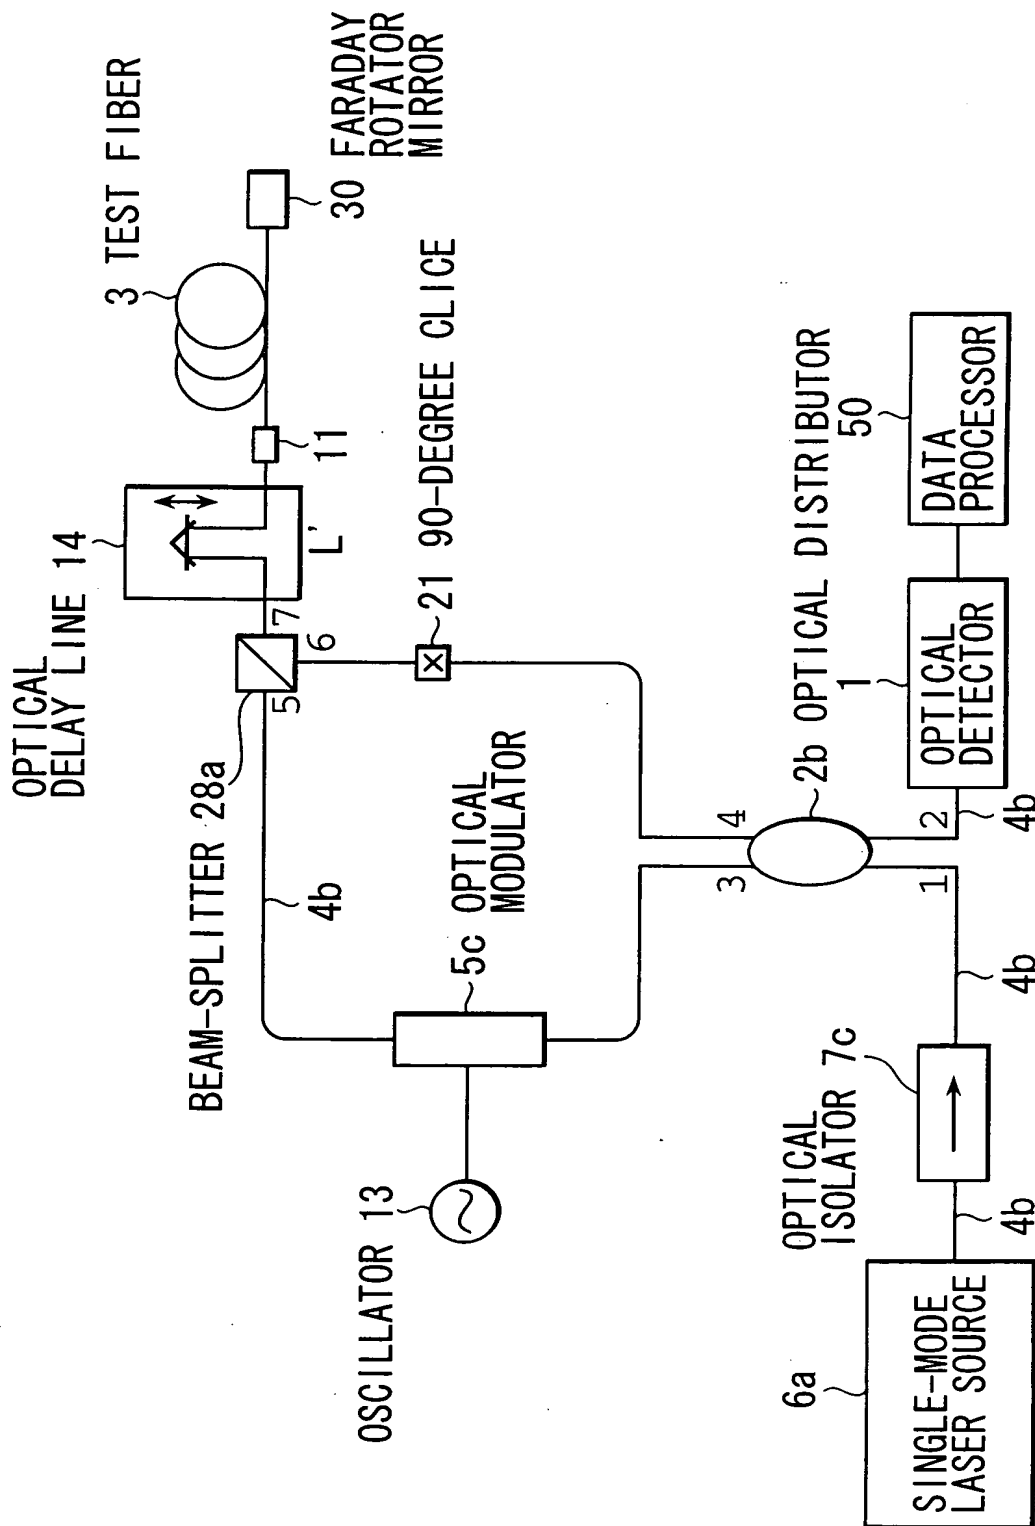 OPTICAL
DELAY LINE 14
3 TEST FIBER
30 FARADAY
ROTATOR
MIRROR
11
L'
7
6
5
BEAM-SPLITTER 28a
21 90-DEGREE CLICE
4b
5c OPTICAL
MODULATOR
OSCILLATOR 13
3
4
2b OPTICAL DISTRIBUTOR
1
2
4b
4b
4b
1
OPTICAL
DETECTOR
50
DATA
PROCESSOR
OPTICAL
ISOLATOR 7c
6a
SINGLE-MODE
LASER SOURCE